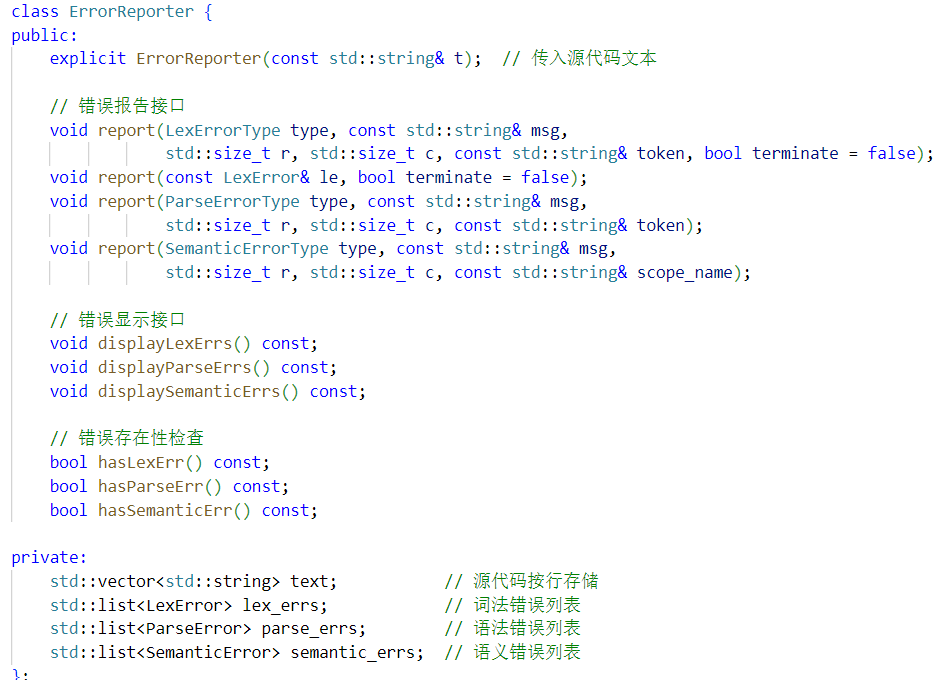 class ErrorReporter {
public:
    explicit ErrorReporter(const std::string& t);  // 传入源代码文本

    // 错误报告接口
    void report(LexErrorType type, const std::string& msg,
                std::size_t r, std::size_t c, const std::string& token, bool terminate = false);
    void report(const LexError& le, bool terminate = false);
    void report(ParseErrorType type, const std::string& msg,
                std::size_t r, std::size_t c, const std::string& token);
    void report(SemanticErrorType type, const std::string& msg,
                std::size_t r, std::size_t c, const std::string& scope_name);

    // 错误显示接口
    void displayLexErrs() const;
    void displayParseErrs() const;
    void displaySemanticErrs() const;

    // 错误存在性检查
    bool hasLexErr() const;
    bool hasParseErr() const;
    bool hasSemanticErr() const;

private:
    std::vector<std::string> text;           // 源代码按行存储
    std::list<LexError> lex_errs;            // 词法错误列表
    std::list<ParseError> parse_errs;        // 语法错误列表
    std::list<SemanticError> semantic_errs;  // 语义错误列表
};